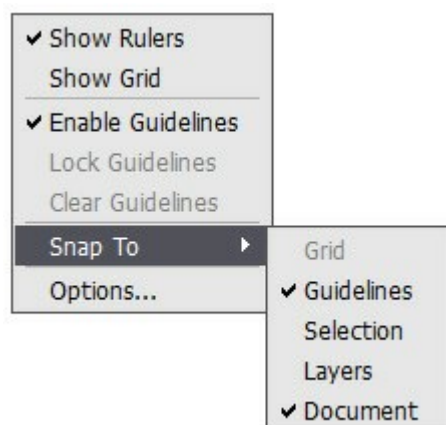 Show Rulers
Show Grid
Enable Guidelines
Lock Guidelines
Clear Guidelines
Snap To
Options...
Grid
Guidelines
Selection
Layers
Document